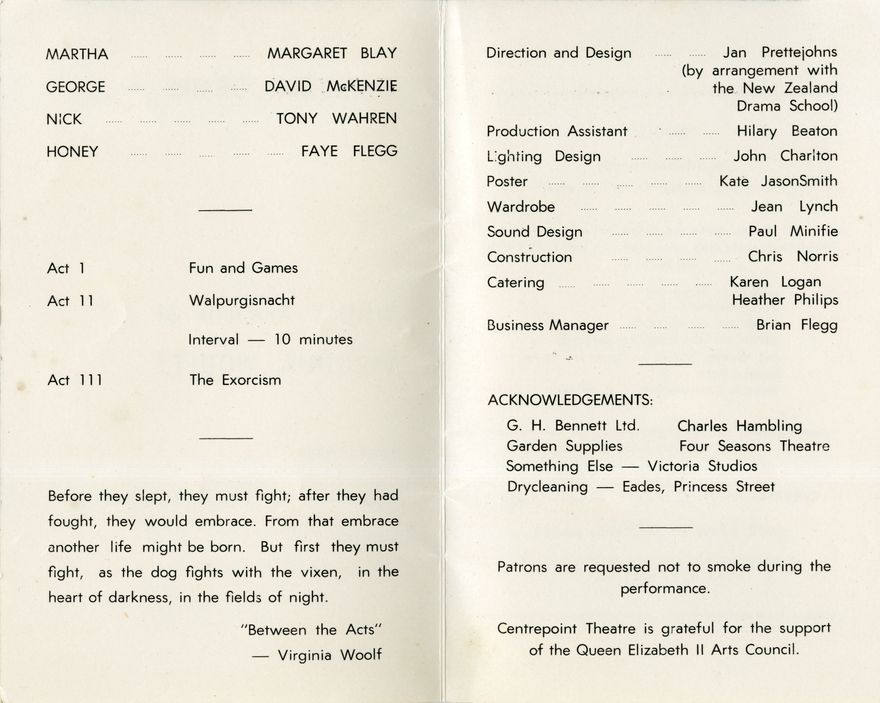 MARTHA ...... ...... ...... ...... MARGARET BLAY
GEORGE ...... ...... ...... ...... DAVID McKENZIE
NICK ...... ...... ...... ...... ...... TONY WAHREN
HONEY ...... ...... ...... ...... FAYE FLEGG
Act 1 Fun and Games
Act 11 Walpurgisnacht
Interval — 10 minutes
Act 111 The Exorcism
Before they slept, they must fight; after they had
fought, they would embrace. From that embrace
another life might be born. But first they must
fight, as the dog fights with the vixen, in the
heart of darkness, in the fields of night.
"Between the Acts"
— Virginia Woolf
Direction and Design ...... ...... Jan Prettejohns
(by arrangement with
the New Zealand
Drama School)
Production Assistant ...... ...... Hilary Beaton
Lighting Design ...... ...... ...... John Charlton
Poster ...... ...... ...... ...... ...... Kate JasonSmith
Wardrobe ...... ...... ...... ...... ...... Jean Lynch
Sound Design ...... ...... ...... ...... Paul Minifie
Construction ...... ...... ...... ...... Chris Norris
Catering ...... ...... ...... ...... ...... Karen Logan
Heather Philips
Business Manager ...... ...... ...... ...... Brian Flegg
ACKNOWLEDGEMENTS:
G. H. Bennett Ltd. Charles Hambling
Garden Supplies Four Seasons Theatre
Something Else — Victoria Studios
Drycleaning — Eades, Princess Street
Patrons are requested not to smoke during the
performance.
Centrepoint Theatre is grateful for the support
of the Queen Elizabeth II Arts Council.